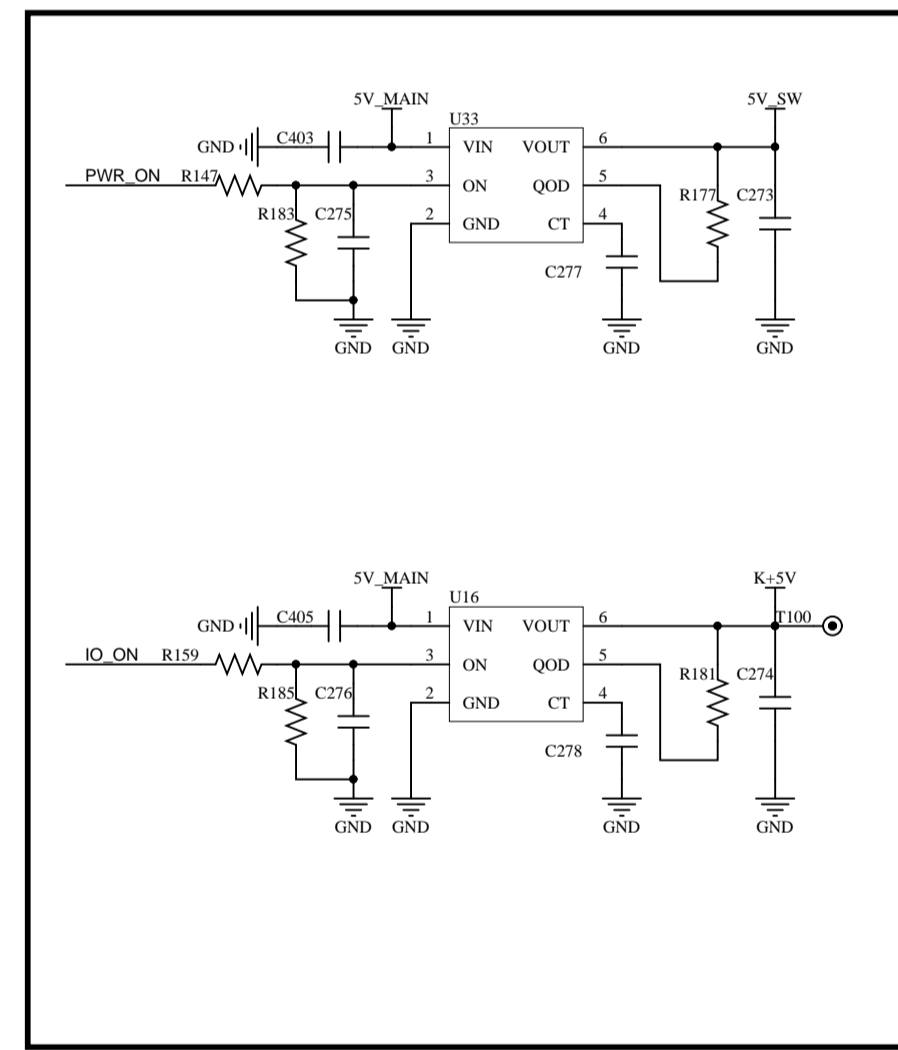 5V_MAIN 5V_SW
U33
GND C403 1 VIN VOUT 6
PWR_ON R147 3 ON QOD 5
R183 C275 2 GND CT 4 R177 C273
C277
GND GND GND GND
5V_MAIN K+5V
U16
GND C405 1 VIN VOUT 6 T100
IO_ON R159 3 ON QOD 5
R185 C276 2 GND CT 4 R181 C274
C278
GND GND GND GND